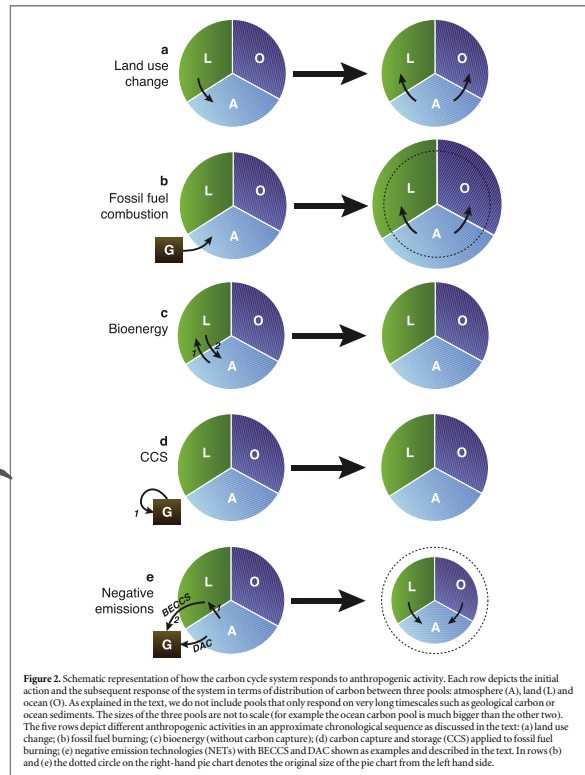 a
Land use
change
L
O
A
L
O
A
b
Fossil fuel
combustion
L
O
A
G
L
O
A
c
Bioenergy
L
O
A
1
2
L
O
A
d
CCS
L
O
A
G
1
L
O
A
e
Negative
emissions
L
O
A
BECCS
1
2
G
DAC
L
O
A
Figure 2. Schematic representation of how the carbon cycle system responds to anthropogenic activity. Each row depicts the initial
action and the subsequent response of the system in terms of distribution of carbon between three pools: atmosphere (A), land (L) and
ocean (O). As explained in the text, we do not include pools that only respond on very long timescales such as geological carbon or
ocean sediments. The sizes of the three pools are not to scale (for example the ocean carbon pool is much bigger than the other two).
The five rows depict different anthropogenic activities in an approximate chronological sequence as discussed in the text: (a) land use
change; (b) fossil fuel burning; (c) bioenergy (without carbon capture); (d) carbon capture and storage (CCS) applied to fossil fuel
burning; (e) negative emission technologies (NETs) with BECCS and DAC shown as examples and described in the text. In rows (b)
and (e) the dotted circle on the right-hand pie chart denotes the original size of the pie chart from the left hand side.